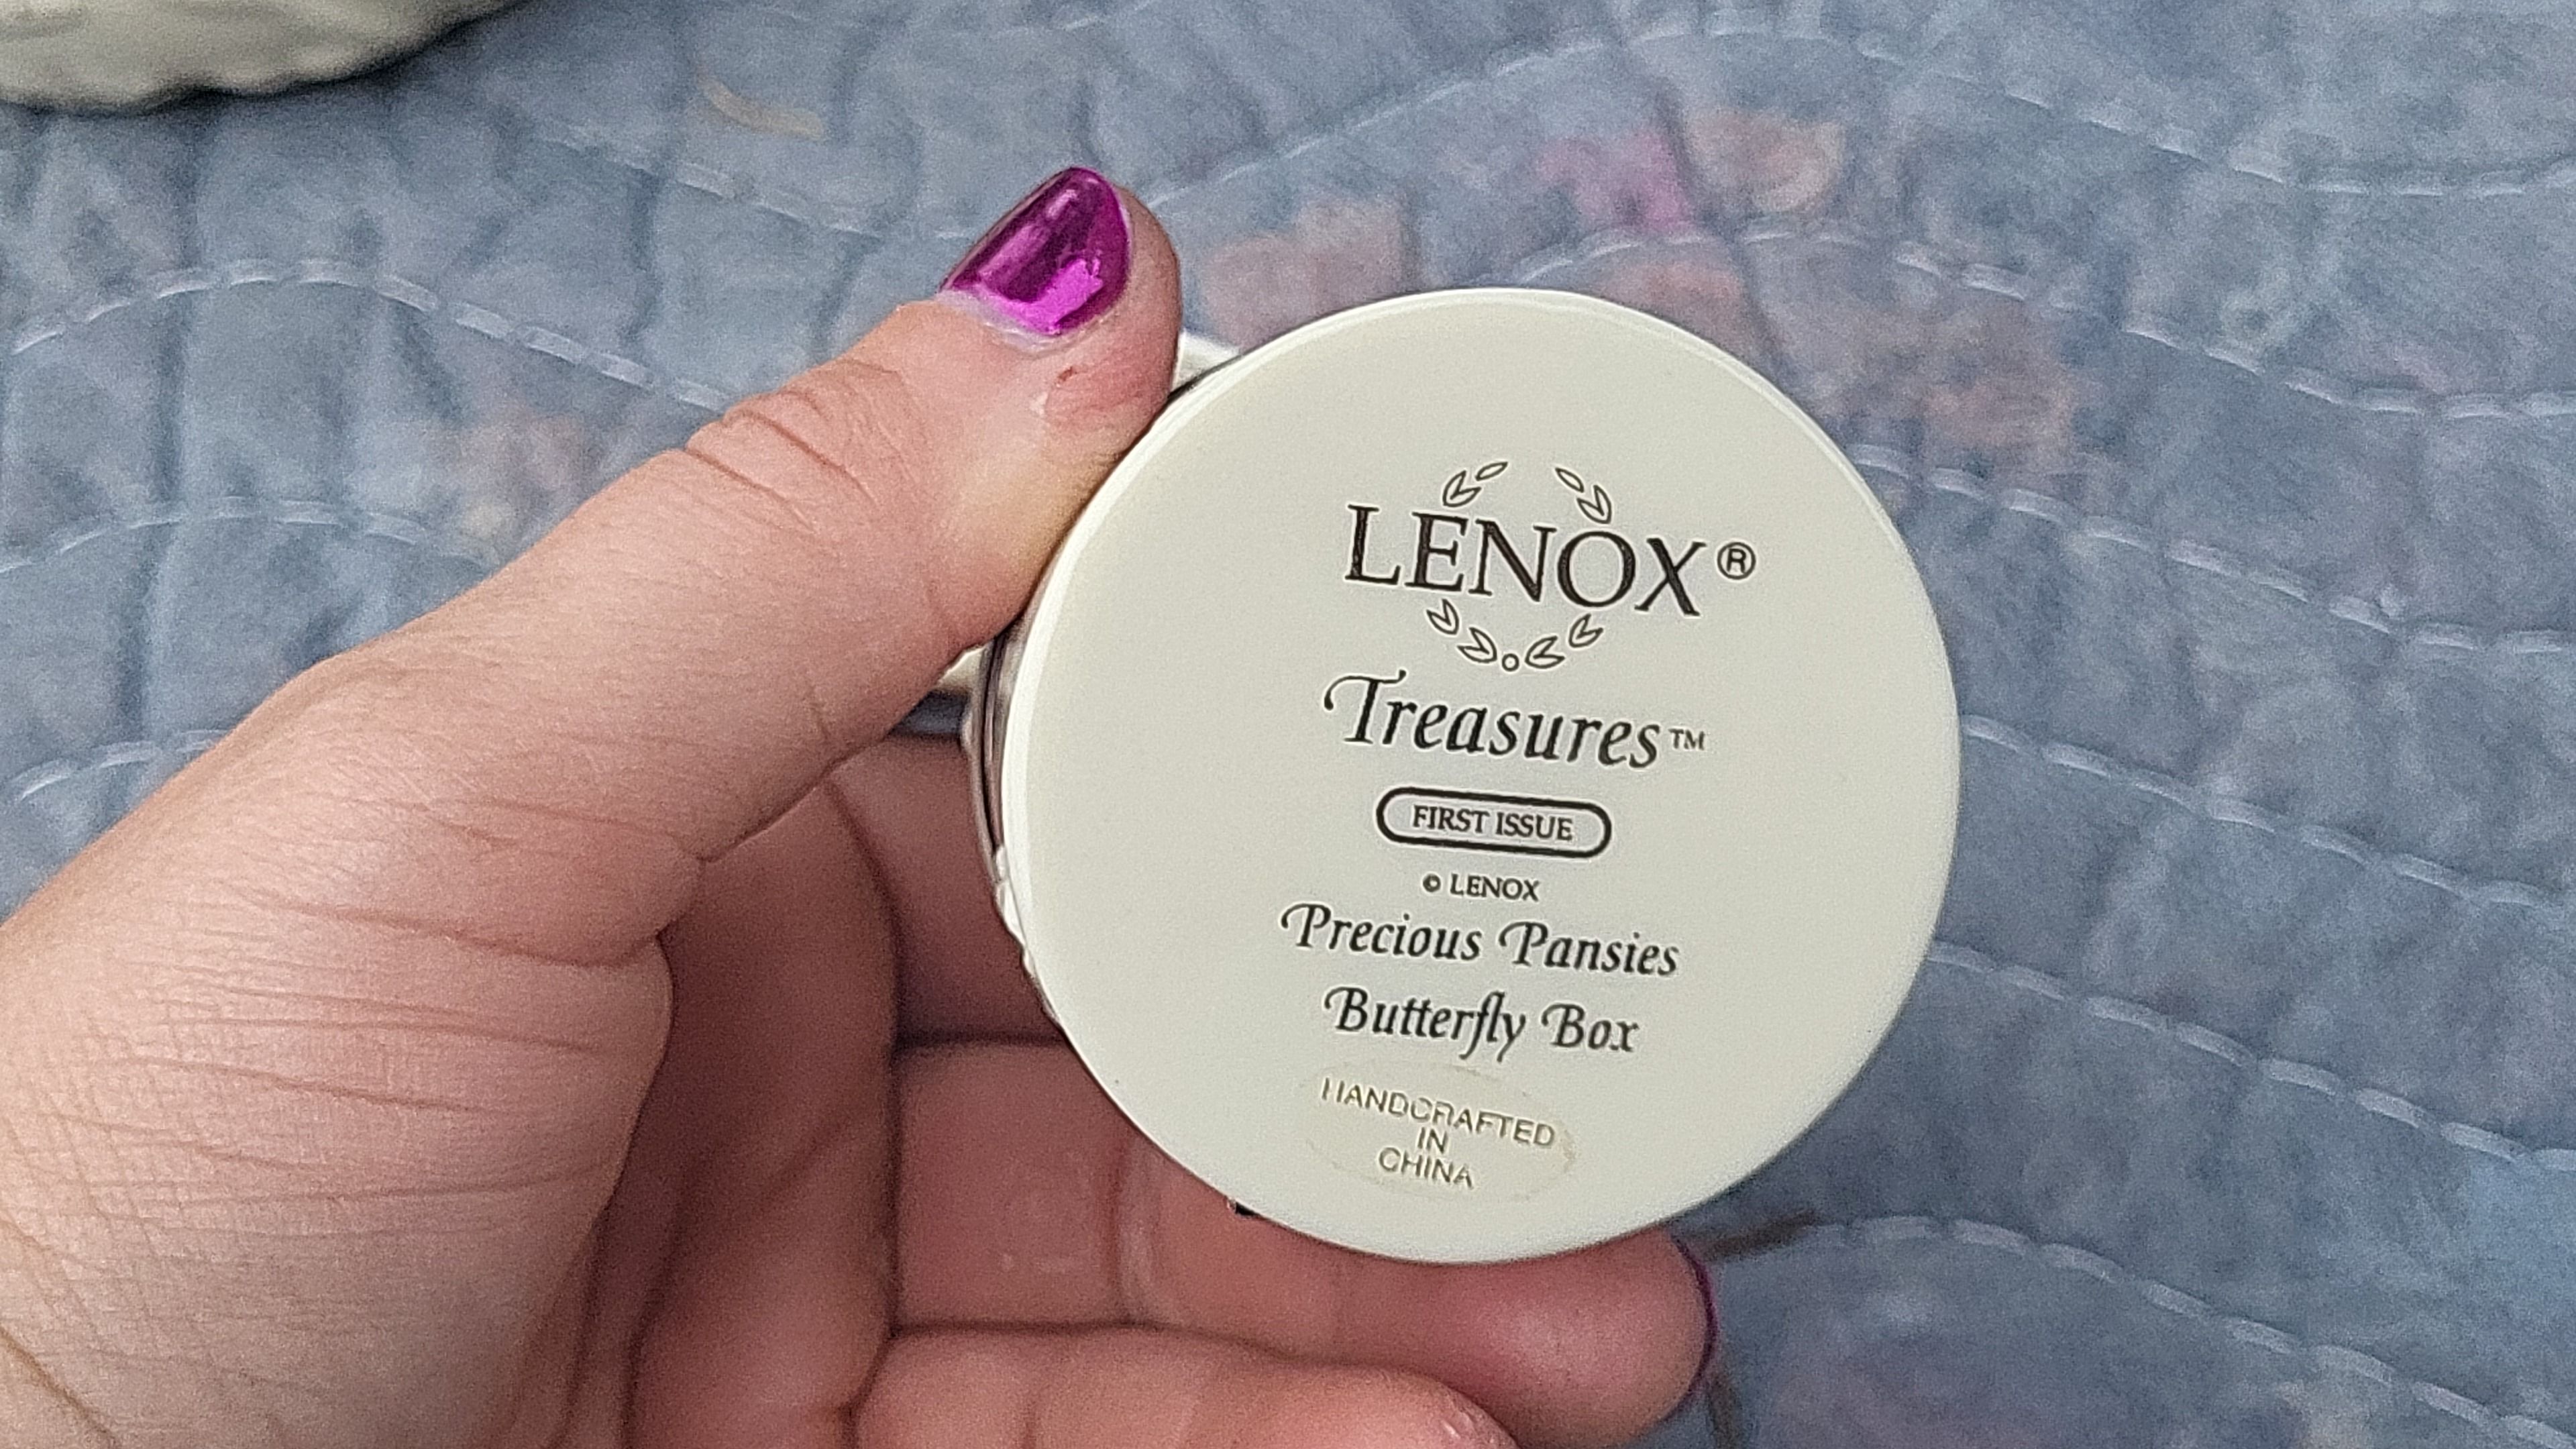 LENOX®
Treasures™
FIRST ISSUE
© LENOX
Precious Pansies
Butterfly Box
HANDCRAFTED
IN
CHINA